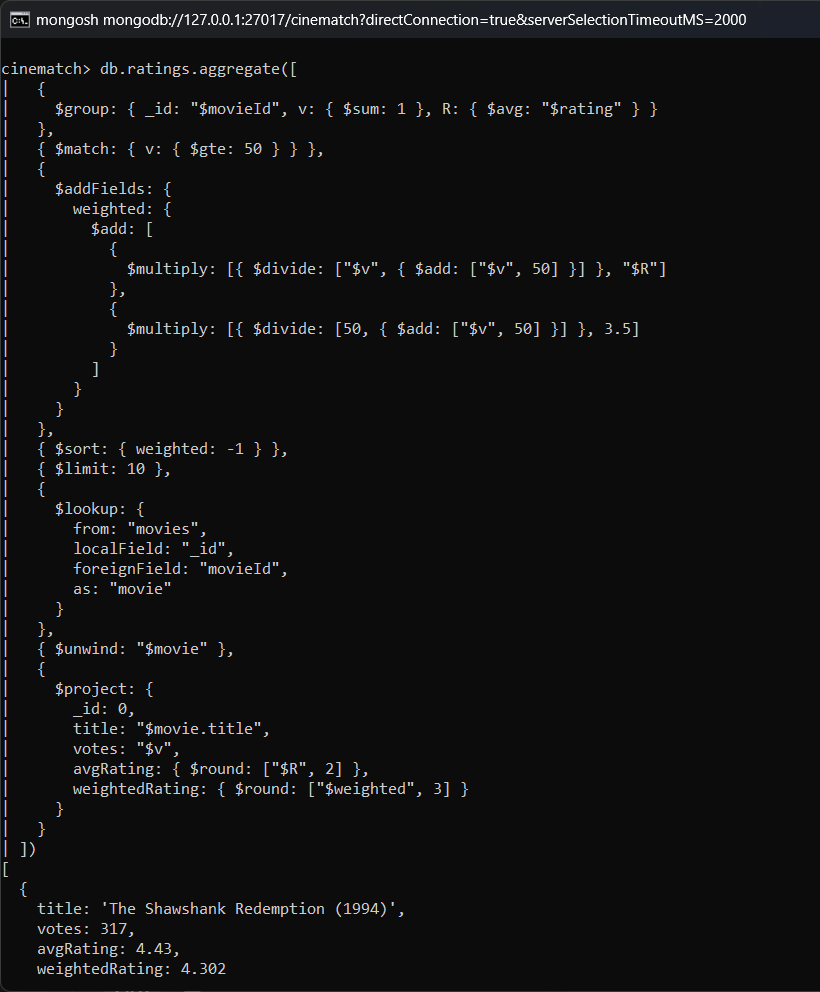 mongosh mongodb://127.0.0.1:27017/cinematch?directConnection=true&serverSelectionTimeoutMS=2000
cinematch> db.ratings.aggregate([
|   {
|     $group: { _id: "$movieId", v: { $sum: 1 }, R: { $avg: "$rating" } }
|   },
|   { $match: { v: { $gte: 50 } } },
|   {
|     $addFields: {
|       weighted: {
|         $add: [
|           {
|             $multiply: [{ $divide: ["$v", { $add: ["$v", 50] }] }, "$R"]
|           },
|           {
|             $multiply: [{ $divide: [50, { $add: ["$v", 50] }] }, 3.5]
|           }
|         ]
|       }
|     }
|   },
|   { $sort: { weighted: -1 } },
|   { $limit: 10 },
|   {
|     $lookup: {
|       from: "movies",
|       localField: "_id",
|       foreignField: "movieId",
|       as: "movie"
|     }
|   },
|   { $unwind: "$movie" },
|   {
|     $project: {
|       _id: 0,
|       title: "$movie.title",
|       votes: "$v",
|       avgRating: { $round: ["$R", 2] },
|       weightedRating: { $round: ["$weighted", 3] }
|     }
|   }
| ])
[
  {
    title: 'The Shawshank Redemption (1994)',
    votes: 317,
    avgRating: 4.43,
    weightedRating: 4.302